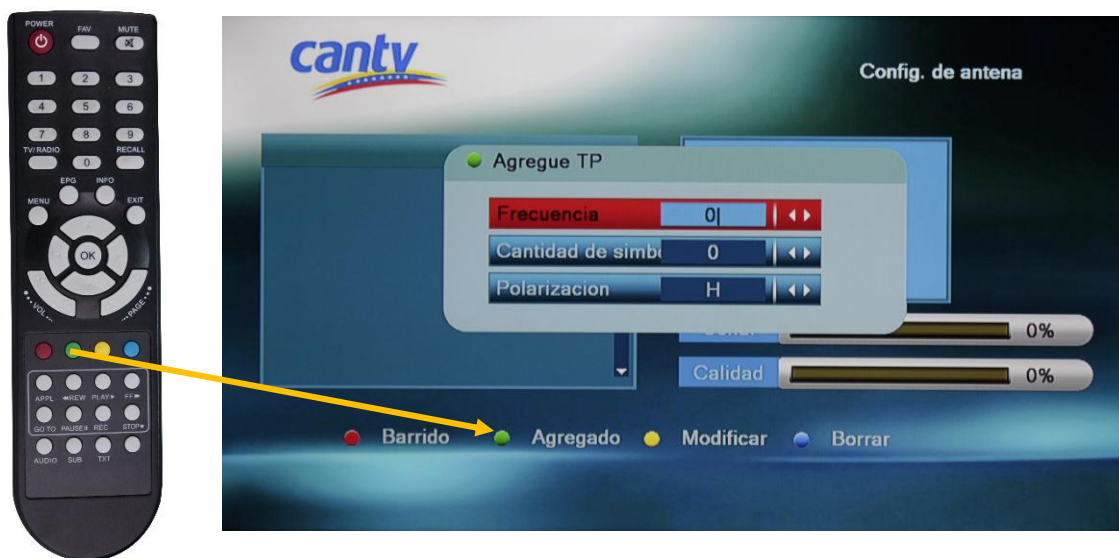 POWER FAV MUTE
1 2 3
4 5 6
7 8 9
TV/RADIO 0 RECALL
EPG INFO
MENU EXIT
OK
VOL PAGE
APPL ◀◀REW PLAY▶ FF▶▶
GO TO PAUSE⏸ REC STOP■
AUDIO SUB TXT
cantv
Config. de antena
Agregue TP
Frecuencia 0
Cantidad de simb 0
Polarizacion H
0%
Calidad 0%
Barrido Agregado Modificar Borrar